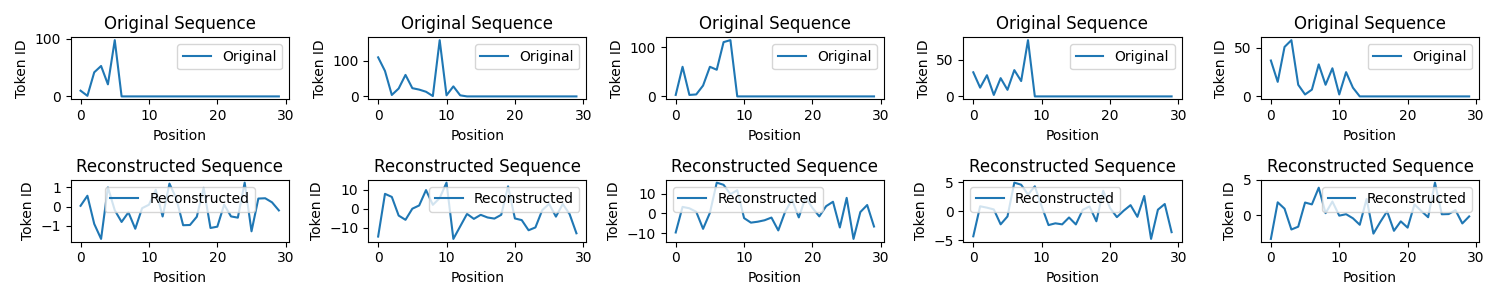 Original Sequence Original Sequence Original Sequence Original Sequence Original Sequence
100 Original 100 Original 100 Original 50 Original 50 Original
Token ID Token ID Token ID Token ID Token ID
0 0 0 0 0
0 10 20 30 0 10 20 30 0 10 20 30 0 10 20 30 0 10 20 30
Position Position Position Position Position
Reconstructed Sequence Reconstructed Sequence Reconstructed Sequence Reconstructed Sequence Reconstructed Sequence
1 Reconstructed 10 Reconstructed 10 Reconstructed 5 Reconstructed 5 Reconstructed
Token ID Token ID Token ID Token ID Token ID
0 0 0 0 0
−1 −10 −10 −5
0 10 20 30 0 10 20 30 0 10 20 30 0 10 20 30 0 10 20 30
Position Position Position Position Position